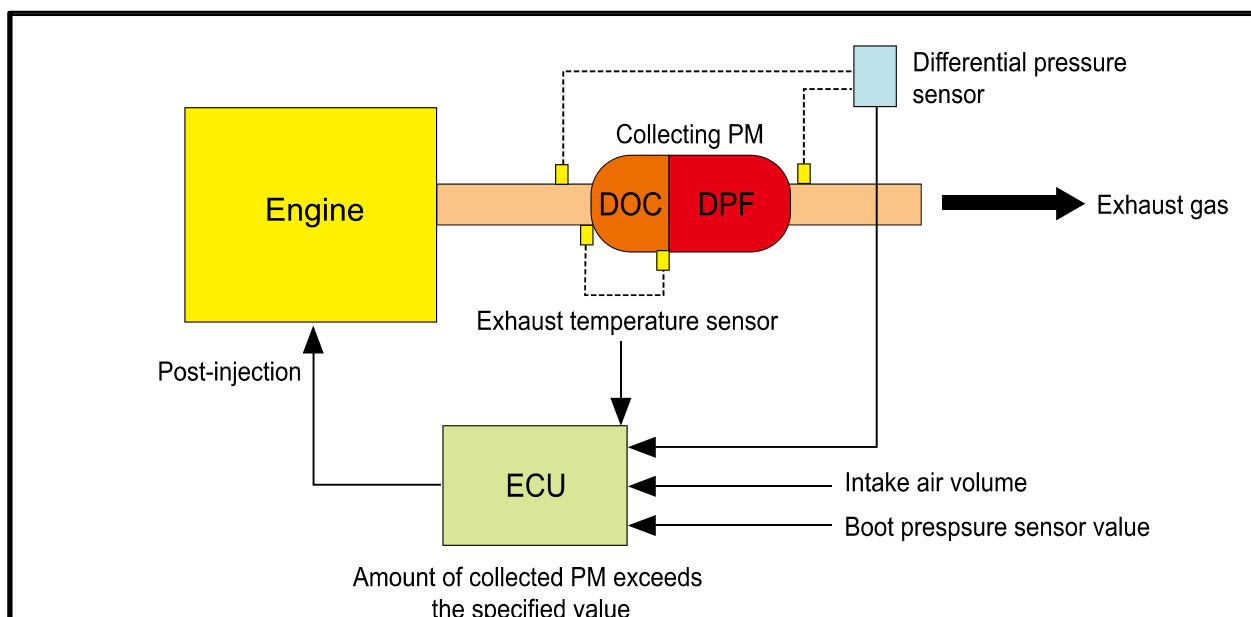 Differential pressure
sensor
Collecting PM
Engine
DOC
DPF
Exhaust gas
Exhaust temperature sensor
Post-injection
ECU
Intake air volume
Boot prespsure sensor value
Amount of collected PM exceeds
the specified value